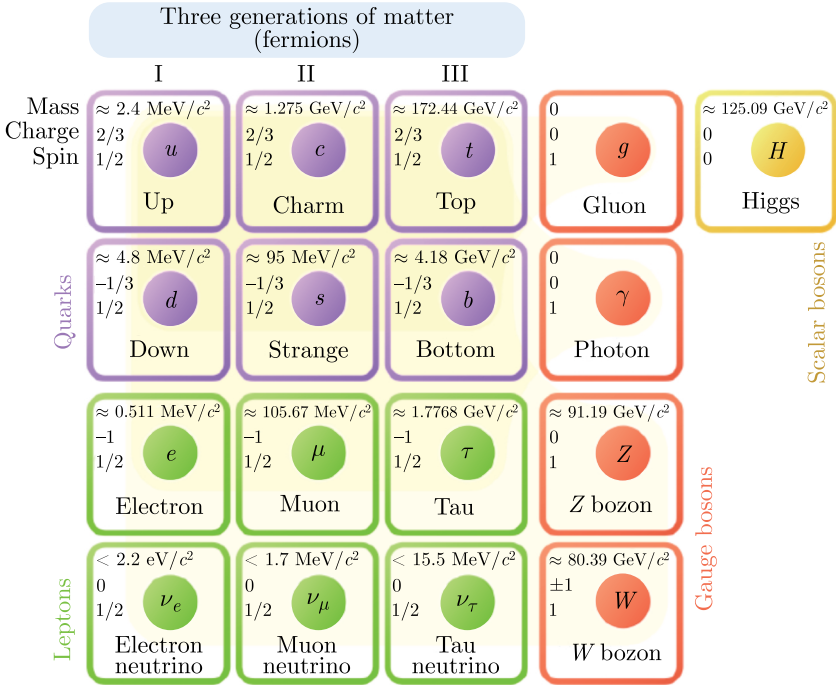 Three generations of matter
(fermions)
I II III
Mass
Charge
Spin
≈ 2.4 MeV/c²
2/3
1/2
u
Up
≈ 1.275 GeV/c²
2/3
1/2
c
Charm
≈ 172.44 GeV/c²
2/3
1/2
t
Top
0
0
1
g
Gluon
≈ 125.09 GeV/c²
0
0
H
Higgs
Quarks
≈ 4.8 MeV/c²
–1/3
1/2
d
Down
≈ 95 MeV/c²
–1/3
1/2
s
Strange
≈ 4.18 GeV/c²
–1/3
1/2
b
Bottom
0
0
1
γ
Photon
Scalar bosons
≈ 0.511 MeV/c²
–1
1/2
e
Electron
≈ 105.67 MeV/c²
–1
1/2
μ
Muon
≈ 1.7768 GeV/c²
–1
1/2
τ
Tau
≈ 91.19 GeV/c²
0
1
Z
Z bozon
Gauge bosons
Leptons
< 2.2 eV/c²
0
1/2
νe
Electron
neutrino
< 1.7 MeV/c²
0
1/2
νμ
Muon
neutrino
< 15.5 MeV/c²
0
1/2
ντ
Tau
neutrino
≈ 80.39 GeV/c²
±1
1
W
W bozon